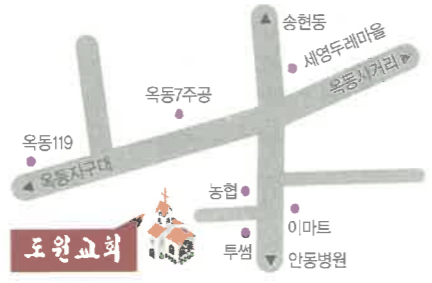 송현동
세영두레마을
옥동사거리
옥동7주공
옥동119
옥동지구대
농협
이마트
투썸
안동병원
도원교회